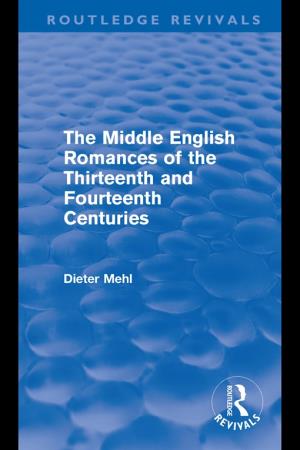 ROUTLEDGE REVIVALS
The Middle English
Romances of the
Thirteenth and
Fourteenth
Centuries
Dieter Mehl
ROUTLEDGE
REVIVALS